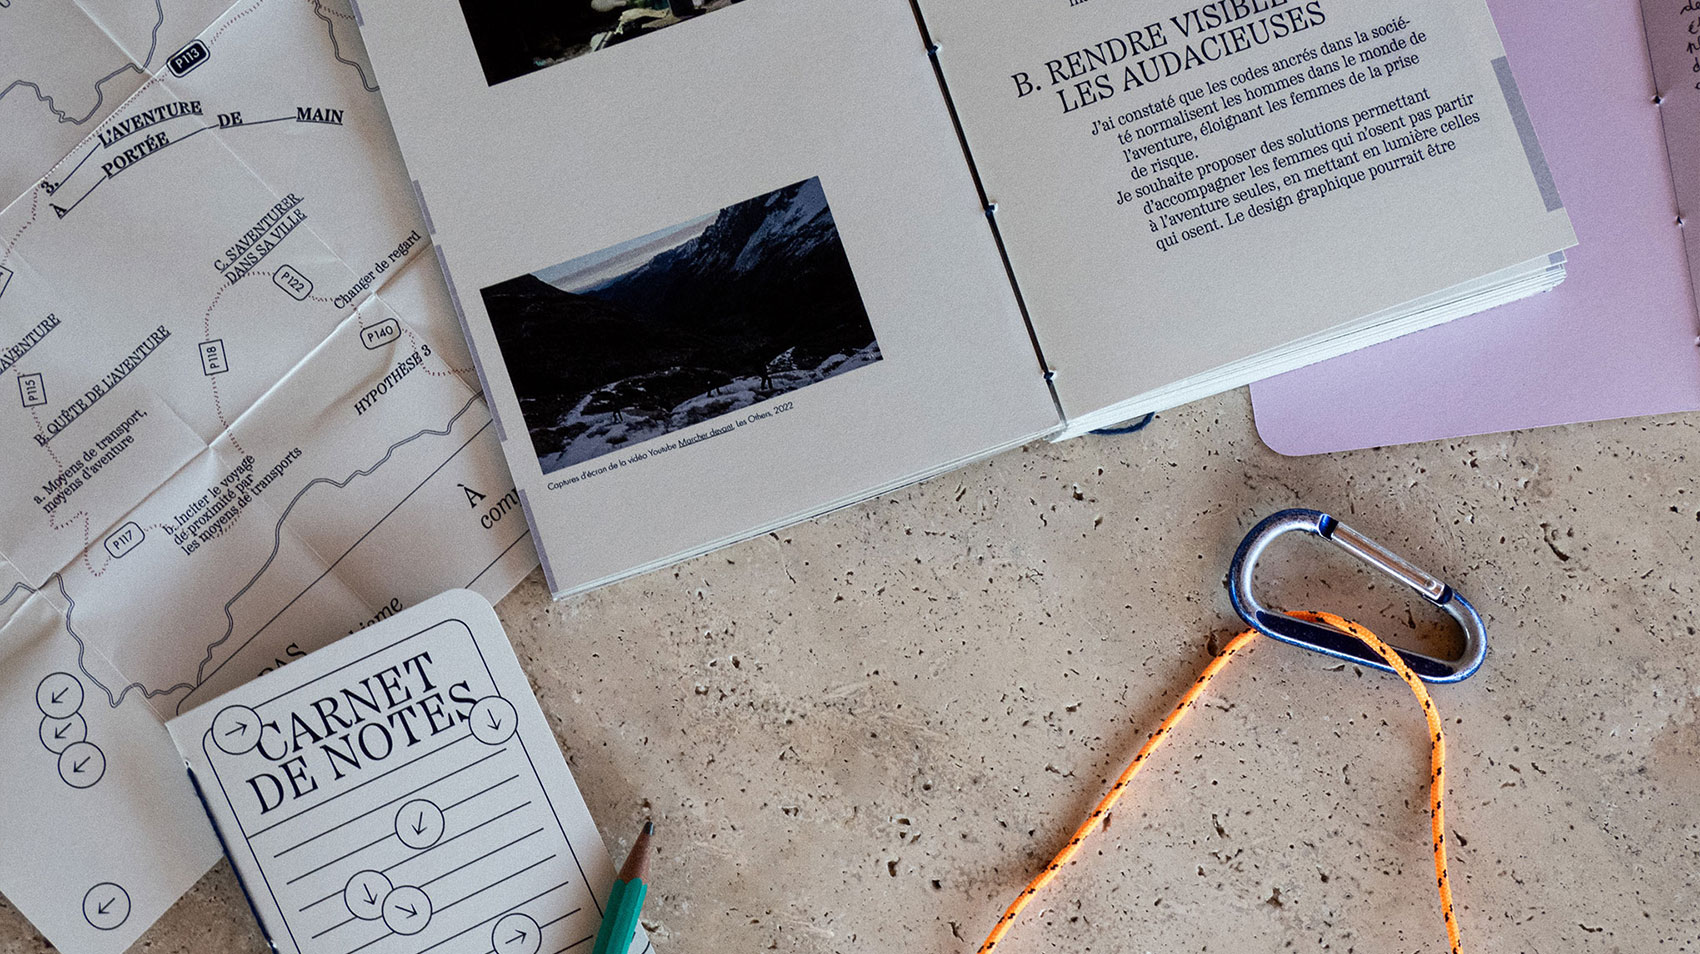 P113
3. L'AVENTURE
À PORTÉE DE MAIN
C. S'AVENTURER
DANS SA VILLE
P122
Changer de regard
P140
P118
HYPOTHÈSE 3
AVENTURE
P115
B. QUÊTE DE L'AVENTURE
a. Moyens de transport,
moyens d'aventure
P117
b. Inciter le voyage
de proximité par
les moyens de transports
À
Captures d'écran de la vidéo Youtube Marcher devant, Les Others, 2022
B. RENDRE VISIBLE
LES AUDACIEUSES
J'ai constaté que les codes ancrés dans la socié-
té normalisent les hommes dans le monde de
l'aventure, éloignant les femmes de la prise
de risque.
Je souhaite proposer des solutions permettant
d'accompagner les femmes qui n'osent pas partir
à l'aventure seules, en mettant en lumière celles
qui osent. Le design graphique pourrait être
CARNET
DE NOTES